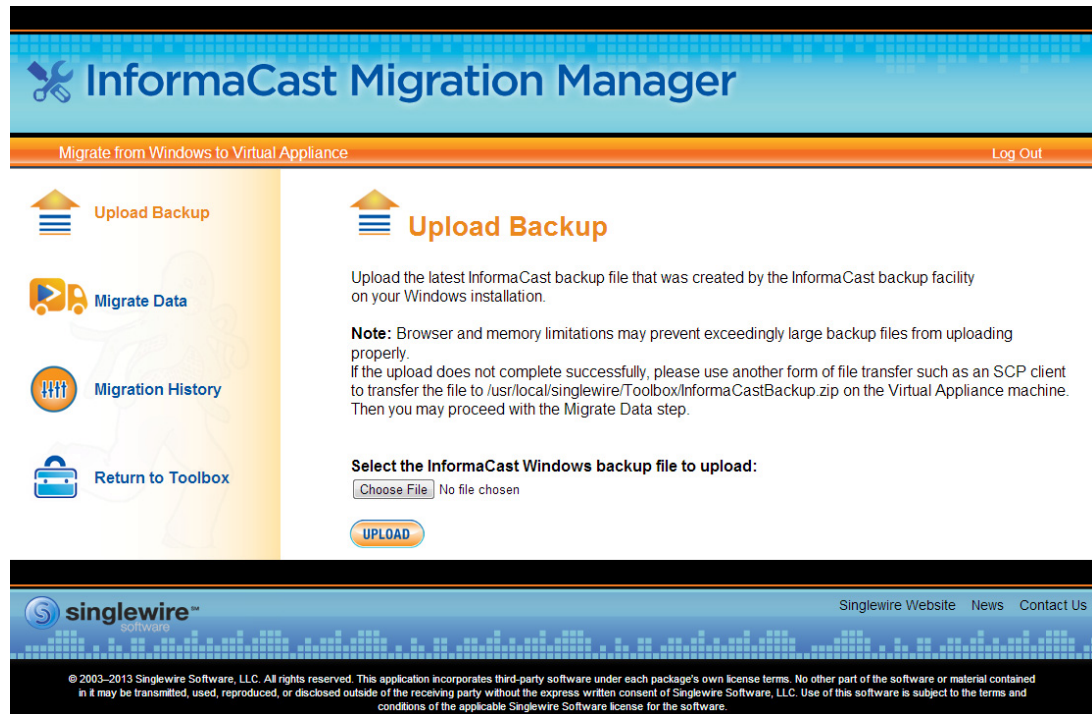 InformaCast Migration Manager
Migrate from Windows to Virtual Appliance
Log Out
Upload Backup
Migrate Data
Migration History
Return to Toolbox
Upload Backup
Upload the latest InformaCast backup file that was created by the InformaCast backup facility
on your Windows installation.
Note: Browser and memory limitations may prevent exceedingly large backup files from uploading
properly.
If the upload does not complete successfully, please use another form of file transfer such as an SCP client
to transfer the file to /usr/local/singlewire/Toolbox/InformaCastBackup.zip on the Virtual Appliance machine.
Then you may proceed with the Migrate Data step.
Select the InformaCast Windows backup file to upload:
Choose File No file chosen
UPLOAD
S singlewire℠
software
Singlewire Website News Contact Us
© 2003–2013 Singlewire Software, LLC. All rights reserved. This application incorporates third-party software under each package's own license terms. No other part of the software or material contained
in it may be transmitted, used, reproduced, or disclosed outside of the receiving party without the express written consent of Singlewire Software, LLC. Use of this software is subject to the terms and
conditions of the applicable Singlewire Software license for the software.